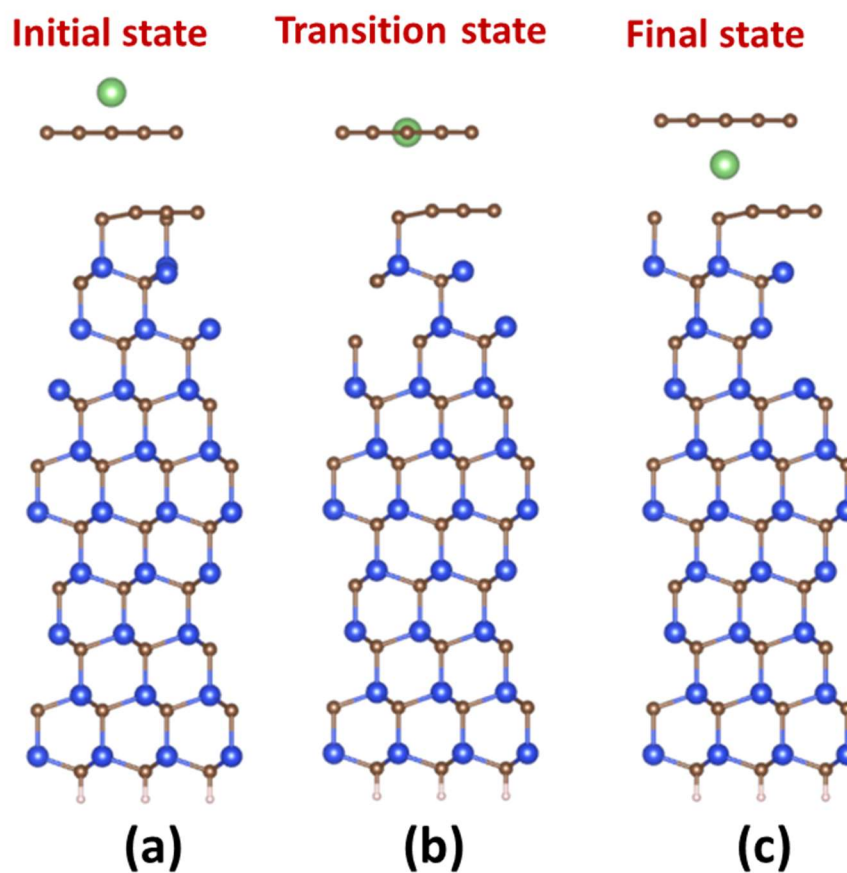 Initial state
Transition state
Final state
(a)
(b)
(c)